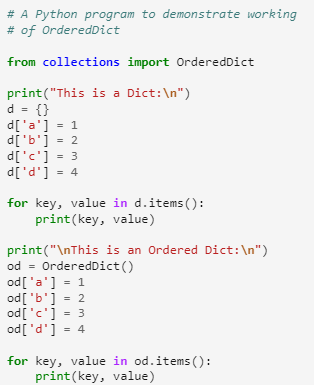 # A Python program to demonstrate working
# of OrderedDict
from collections import OrderedDict
print("This is a Dict:\n")
d = {}
d['a'] = 1
d['b'] = 2
d['c'] = 3
d['d'] = 4
for key, value in d.items():
    print(key, value)
print("\nThis is an Ordered Dict:\n")
od = OrderedDict()
od['a'] = 1
od['b'] = 2
od['c'] = 3
od['d'] = 4
for key, value in od.items():
    print(key, value)